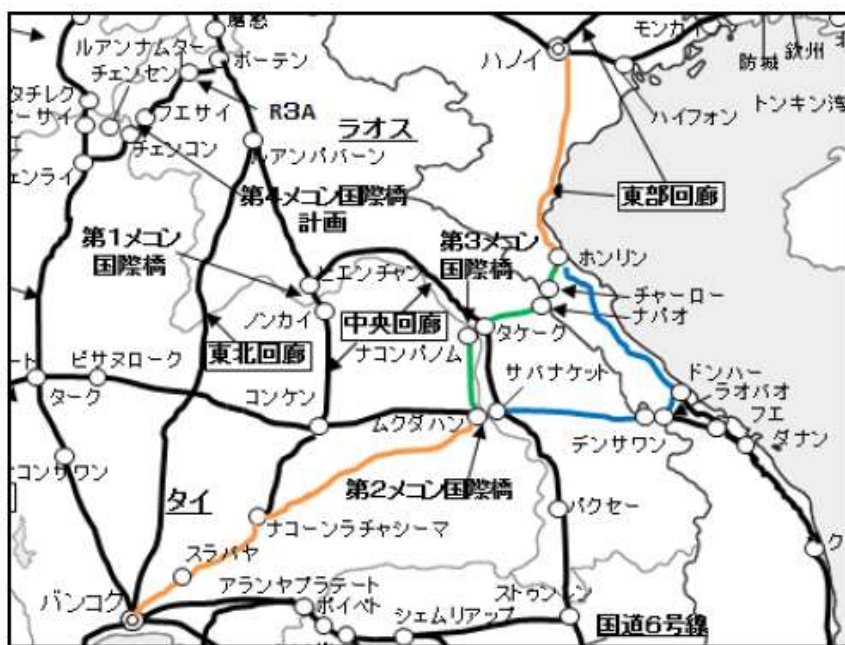 ルアンナムター
チェンセン
ボーテン
ハノイ
モンカイ
防城
欽州
タチレク
フエサイ
R3A
ラオス
ハイフォン
トンキン湾
チェンコン
ルアンパバーン
第4メコン国際橋
計画
東部回廊
第1メコン
国際橋
第3メコン
国際橋
ホンリン
ビエンチャン
チャーロー
ナパオ
ノンカイ
中央回廊
タケーク
東北回廊
ナコンパノム
ピサヌローク
サバナケット
ドンハー
ラオバオ
ターク
コンケン
フエ
ムクダハン
デンサワン
ダナン
コンサワン
第2メコン国際橋
タイ
パクセー
ナコーンラチャシーマ
スラバヤ
ク
アランヤプラテート
ストゥンレン
バンコク
ポイペト
シェムリアップ
国道6号線